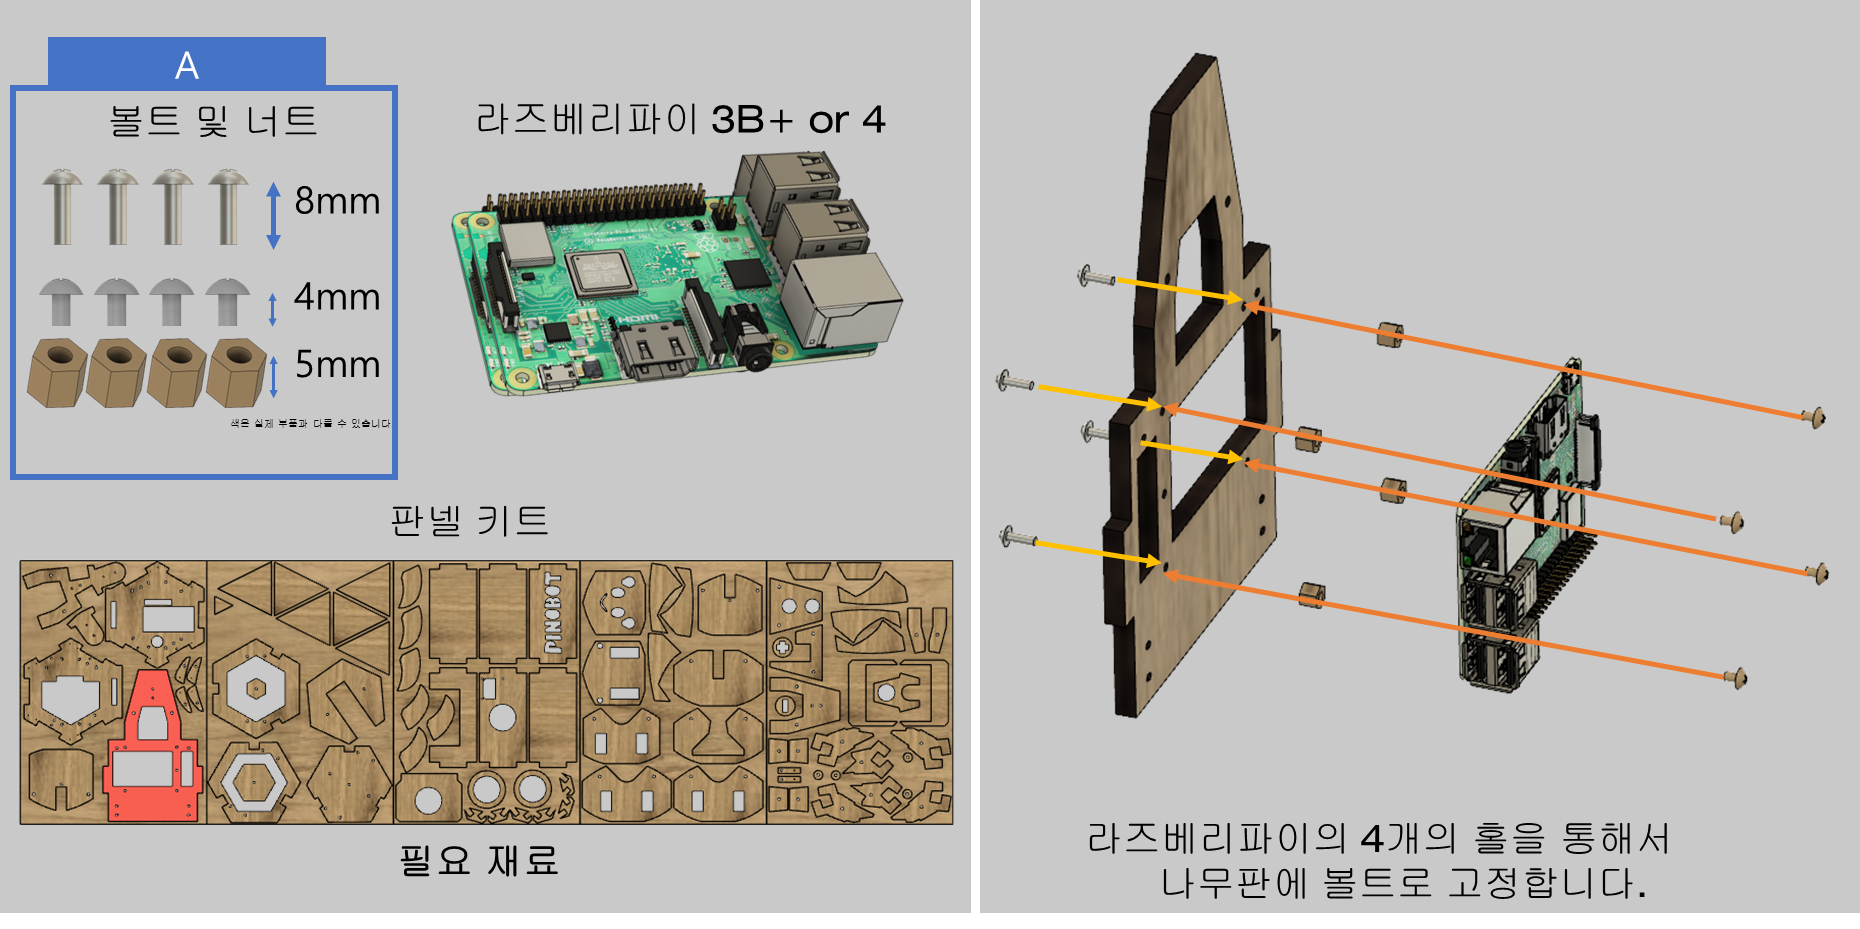 A
볼트 및 너트
8mm
4mm
5mm
색은 실제 부품과 다를 수 있습니다
라즈베리파이 3B+ or 4
HDMI
판넬 키트
PINOBOT
필요 재료
라즈베리파이의 4개의 홀을 통해서
나무판에 볼트로 고정합니다.